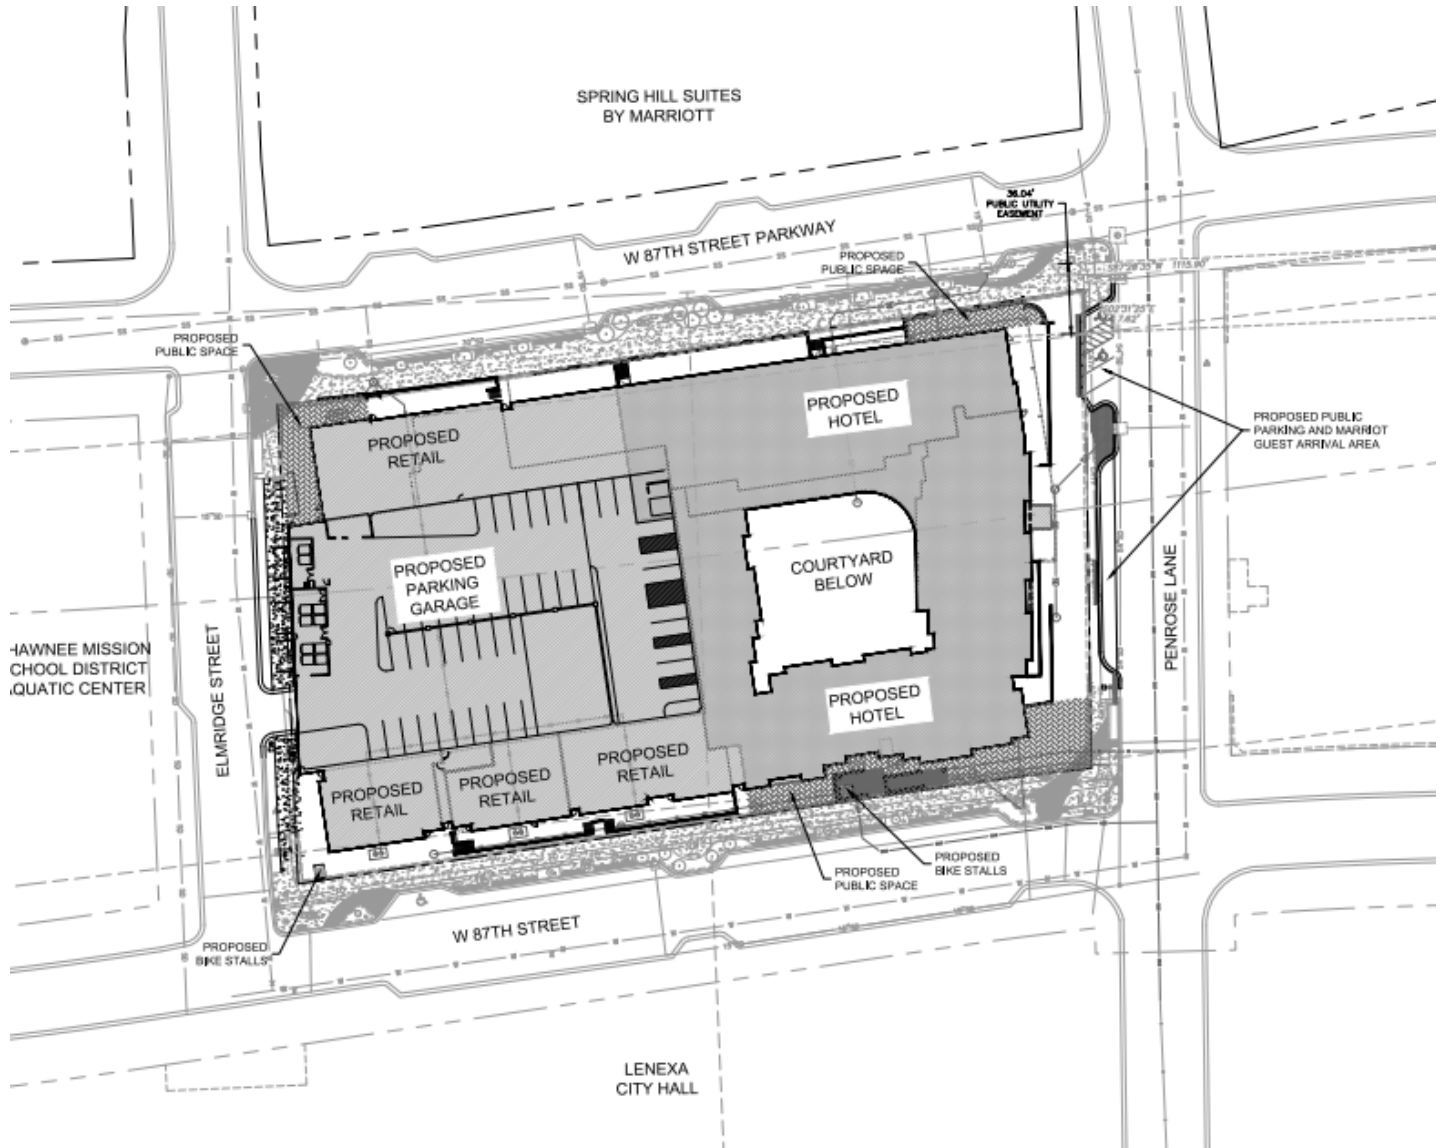 SPRING HILL SUITES
BY MARRIOTT
36.04'
PUBLIC UTILITY
EASEMENT
W 87TH STREET PARKWAY
PROPOSED
PUBLIC SPACE
1115.90'
PROPOSED
PUBLIC SPACE
PROPOSED
HOTEL
PROPOSED
RETAIL
PROPOSED PUBLIC
PARKING AND MARRIOT
GUEST ARRIVAL AREA
PROPOSED
PARKING
GARAGE
COURTYARD
BELOW
PENROSE LANE
HAWNEE MISSION
CHOOL DISTRICT
AQUATIC CENTER
ELMRIDGE STREET
PROPOSED
HOTEL
PROPOSED
RETAIL
PROPOSED
RETAIL
PROPOSED
RETAIL
PROPOSED
BIKE STALLS
PROPOSED
PUBLIC SPACE
W 87TH STREET
PROPOSED
BIKE STALLS
LENEXA
CITY HALL